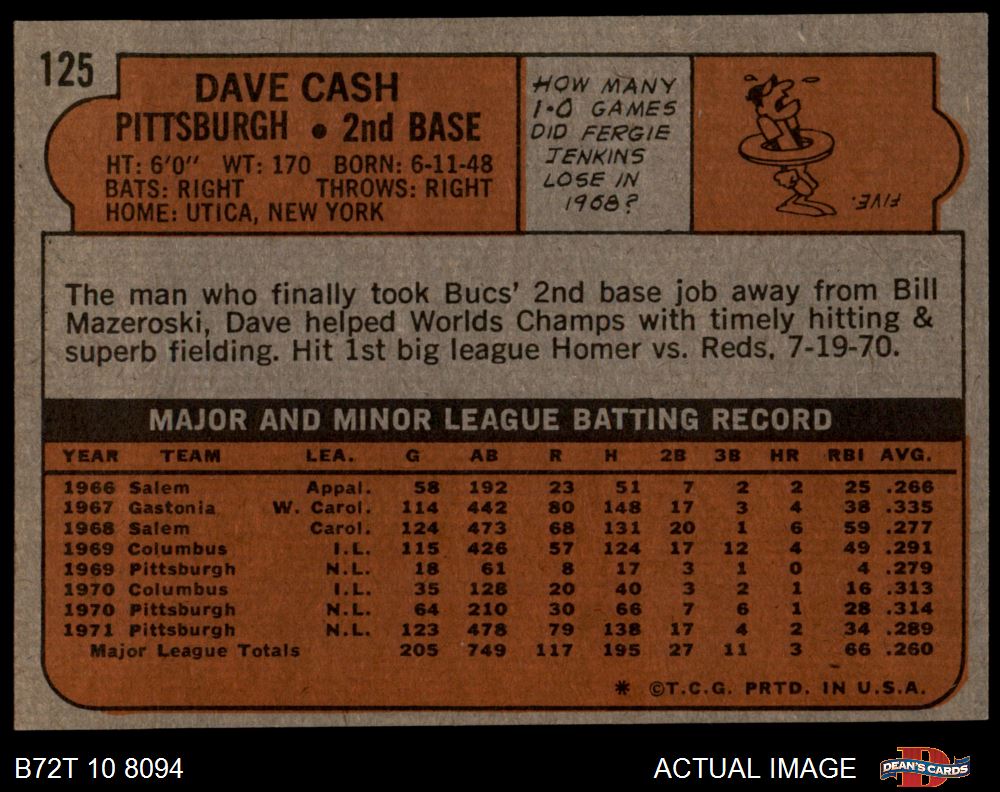 125
DAVE CASH
PITTSBURGH • 2nd BASE
HT: 6'0" WT: 170 BORN: 6-11-48
BATS: RIGHT THROWS: RIGHT
HOME: UTICA, NEW YORK
HOW MANY
1-0 GAMES
DID FERGIE
JENKINS
LOSE IN
1968?
FIVE.
The man who finally took Bucs' 2nd base job away from Bill
Mazeroski, Dave helped Worlds Champs with timely hitting &
superb fielding. Hit 1st big league Homer vs. Reds, 7-19-70.
MAJOR AND MINOR LEAGUE BATTING RECORD
YEAR TEAM LEA. G AB R H 2B 3B HR RBI AVG.
1966 Salem Appal. 58 192 23 51 7 2 2 25 .266
1967 Gastonia W. Carol. 114 442 80 148 17 3 4 38 .335
1968 Salem Carol. 124 473 68 131 20 1 6 59 .277
1969 Columbus I.L. 115 426 57 124 17 12 4 49 .291
1969 Pittsburgh N.L. 18 61 8 17 3 1 0 4 .279
1970 Columbus I.L. 35 128 20 40 3 2 1 16 .313
1970 Pittsburgh N.L. 64 210 30 66 7 6 1 28 .314
1971 Pittsburgh N.L. 123 478 79 138 17 4 2 34 .289
Major League Totals 205 749 117 195 27 11 3 66 .260
* ©T.C.G. PRTD. IN U.S.A.
B72T 10 8094
ACTUAL IMAGE
D
DEAN'S CARDS